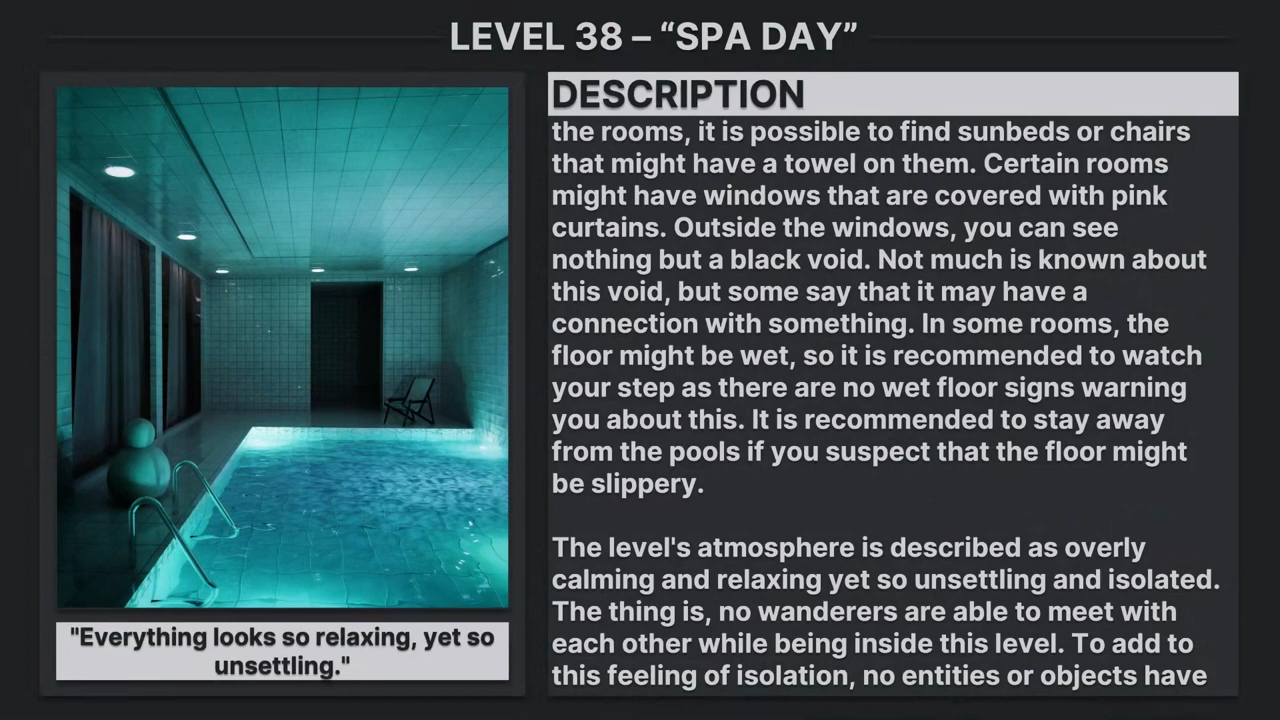 LEVEL 38 – “SPA DAY”
"Everything looks so relaxing, yet so
unsettling."
DESCRIPTION
the rooms, it is possible to find sunbeds or chairs
that might have a towel on them. Certain rooms
might have windows that are covered with pink
curtains. Outside the windows, you can see
nothing but a black void. Not much is known about
this void, but some say that it may have a
connection with something. In some rooms, the
floor might be wet, so it is recommended to watch
your step as there are no wet floor signs warning
you about this. It is recommended to stay away
from the pools if you suspect that the floor might
be slippery.
The level's atmosphere is described as overly
calming and relaxing yet so unsettling and isolated.
The thing is, no wanderers are able to meet with
each other while being inside this level. To add to
this feeling of isolation, no entities or objects have